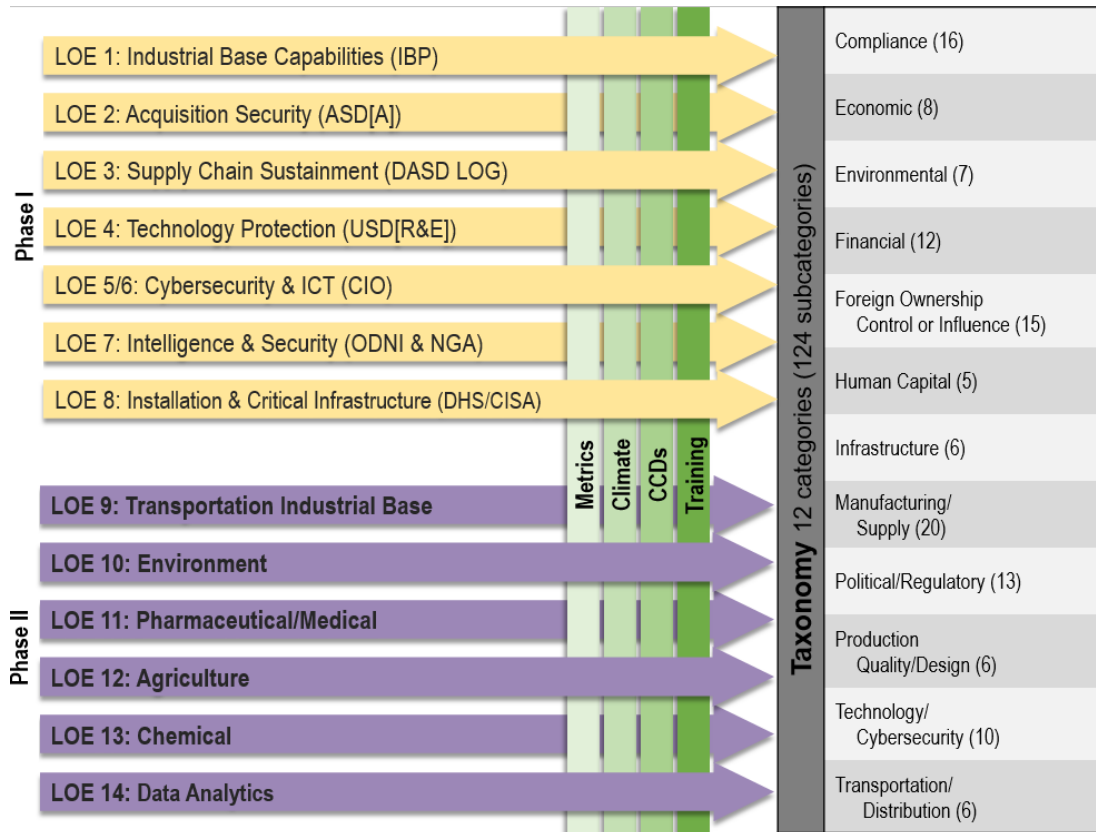 Phase I
LOE 1: Industrial Base Capabilities (IBP)
LOE 2: Acquisition Security (ASD[A])
LOE 3: Supply Chain Sustainment (DASD LOG)
LOE 4: Technology Protection (USD[R&E])
LOE 5/6: Cybersecurity & ICT (CIO)
LOE 7: Intelligence & Security (ODNI & NGA)
LOE 8: Installation & Critical Infrastructure (DHS/CISA)
Phase II
LOE 9: Transportation Industrial Base
LOE 10: Environment
LOE 11: Pharmaceutical/Medical
LOE 12: Agriculture
LOE 13: Chemical
LOE 14: Data Analytics
Metrics
Climate
CCDs
Training
Taxonomy 12 categories (124 subcategories)
Compliance (16)
Economic (8)
Environmental (7)
Financial (12)
Foreign Ownership
Control or Influence (15)
Human Capital (5)
Infrastructure (6)
Manufacturing/
Supply (20)
Political/Regulatory (13)
Production
Quality/Design (6)
Technology/
Cybersecurity (10)
Transportation/
Distribution (6)